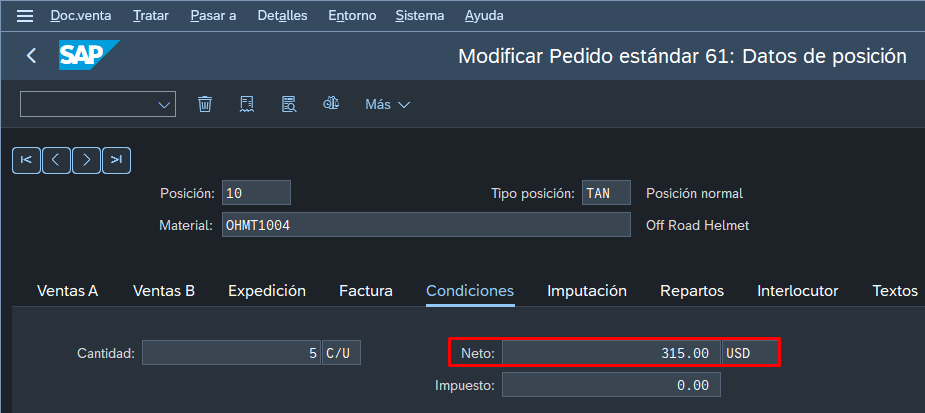 Doc.venta Tratar Pasar a Detalles Entorno Sistema Ayuda
SAP Modificar Pedido estándar 61: Datos de posición
Más
Posición: 10 Tipo posición: TAN Posición normal
Material: OHMT1004 Off Road Helmet
Ventas A Ventas B Expedición Factura Condiciones Imputación Repartos Interlocutor Textos
Cantidad: 5 C/U Neto: 315.00 USD
Impuesto: 0.00